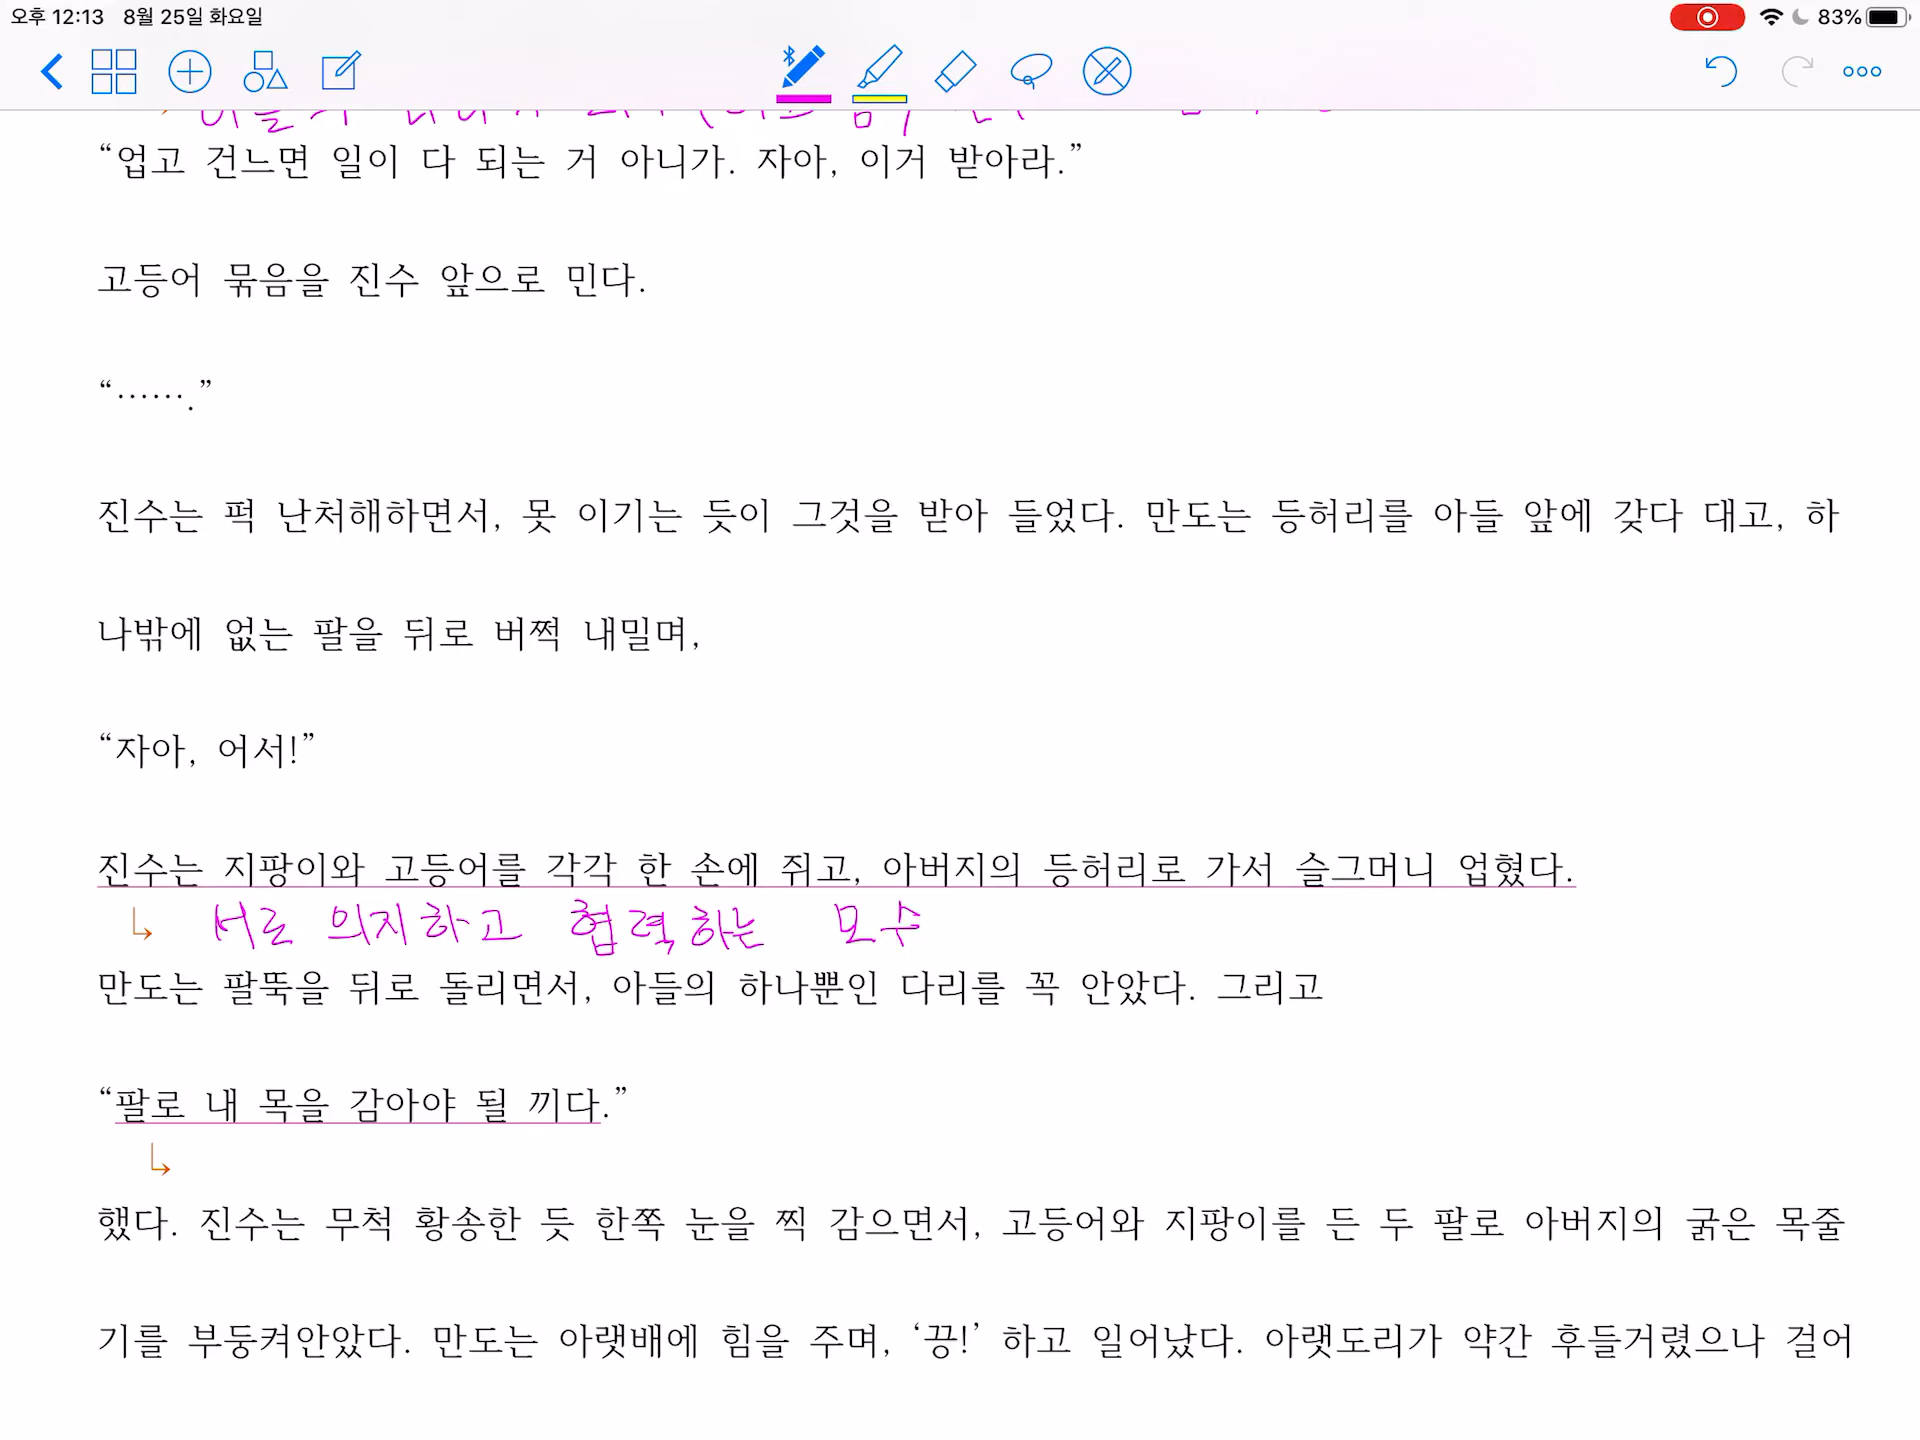 오후 12:13 8월 25일 화요일
83%
“업고 건느면 일이 다 되는 거 아니가. 자아, 이거 받아라.”
고등어 묶음을 진수 앞으로 민다.
“…….”
진수는 퍽 난처해하면서, 못 이기는 듯이 그것을 받아 들었다. 만도는 등허리를 아들 앞에 갖다 대고, 하
나밖에 없는 팔을 뒤로 버쩍 내밀며,
“자아, 어서!”
진수는 지팡이와 고등어를 각각 한 손에 쥐고, 아버지의 등허리로 가서 슬그머니 업혔다.
↳ 서로 의지하고 협력하는 모수
만도는 팔뚝을 뒤로 돌리면서, 아들의 하나뿐인 다리를 꼭 안았다. 그리고
“팔로 내 목을 감아야 될 끼다.”
↳
했다. 진수는 무척 황송한 듯 한쪽 눈을 찍 감으면서, 고등어와 지팡이를 든 두 팔로 아버지의 굵은 목줄
기를 부둥켜안았다. 만도는 아랫배에 힘을 주며, ‘끙!’ 하고 일어났다. 아랫도리가 약간 후들거렸으나 걸어